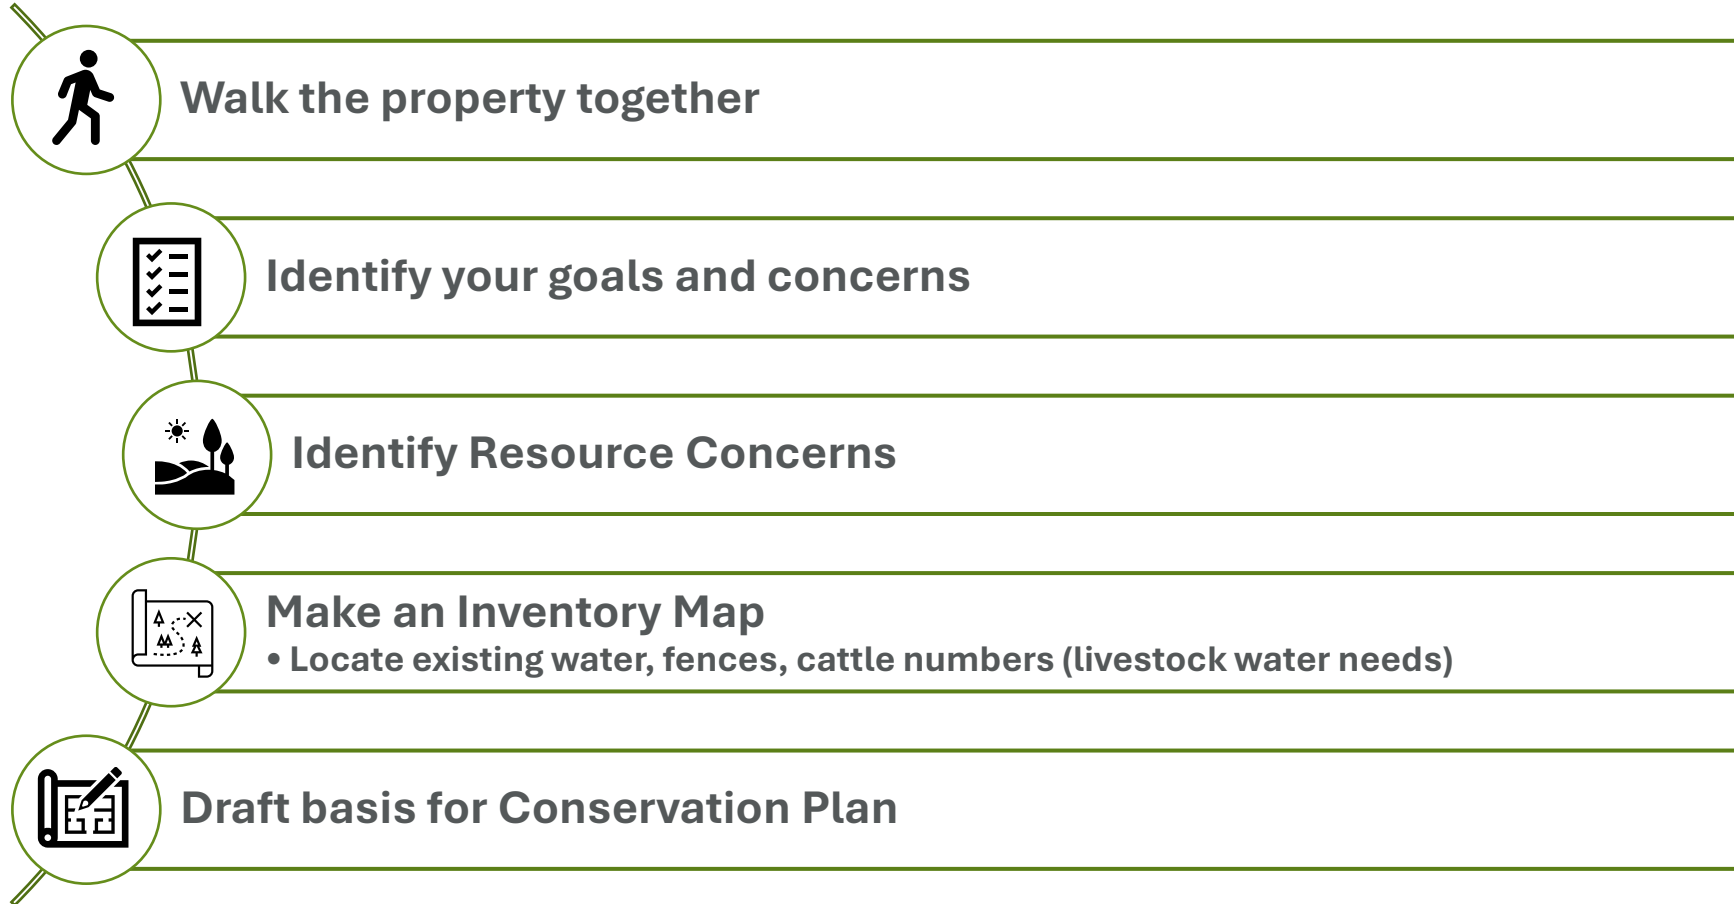 Walk the property together
Identify your goals and concerns
Identify Resource Concerns
Make an Inventory Map
• Locate existing water, fences, cattle numbers (livestock water needs)
Draft basis for Conservation Plan